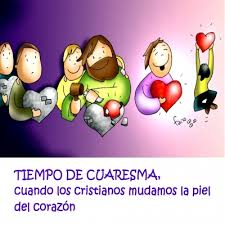 TIEMPO DE CUARESMA,
cuando los cristianos mudamos la piel
del corazón